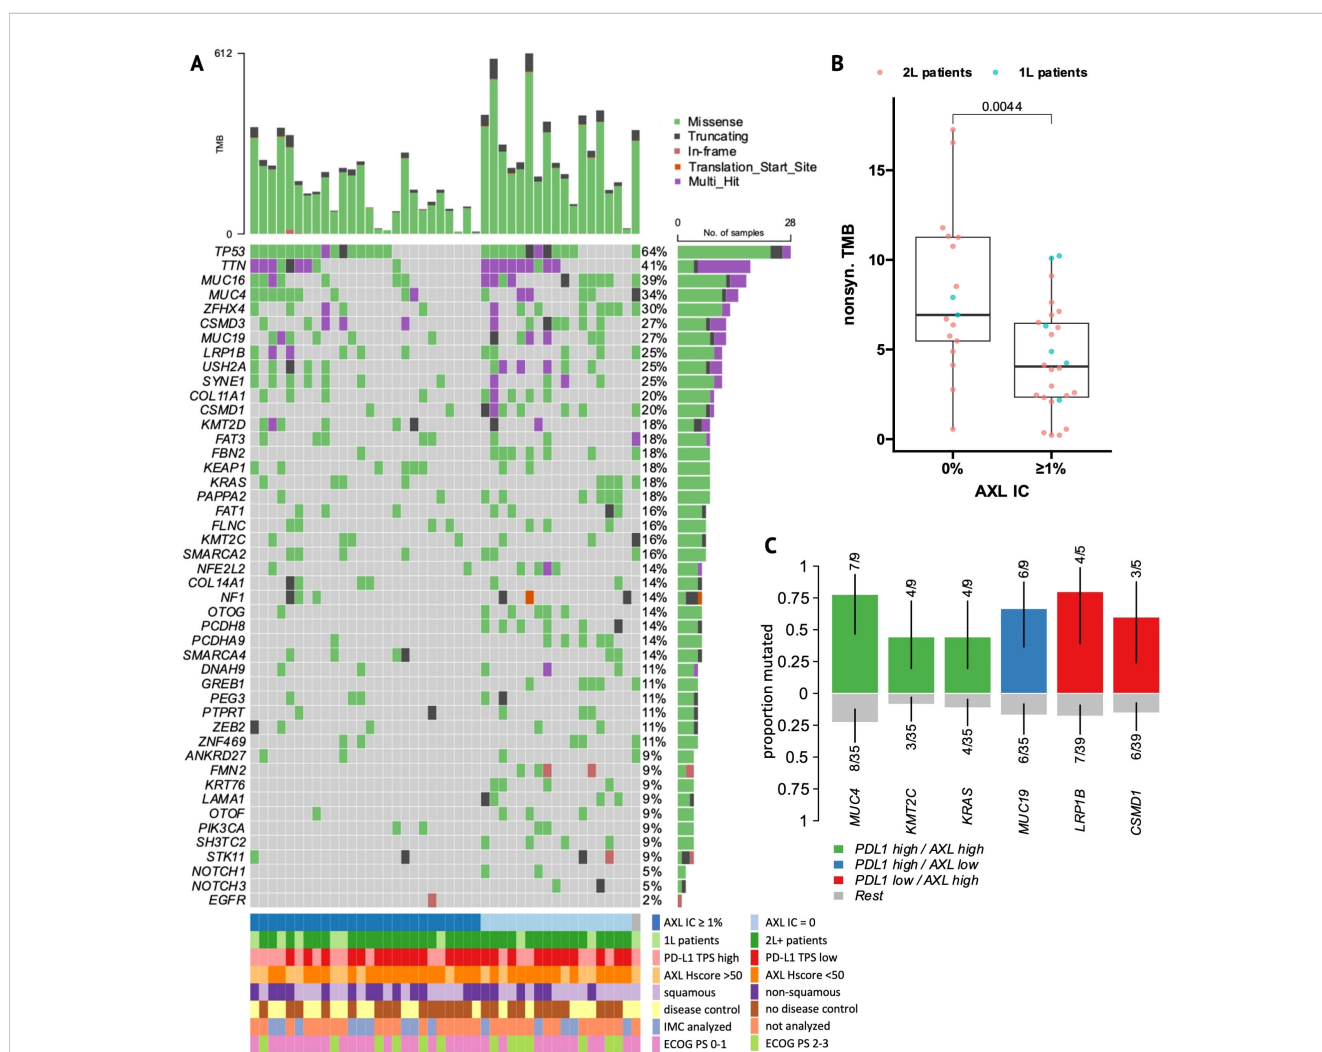 A
612
TMB
0
Missense
Truncating
In-frame
Translation_Start_Site
Multi_Hit
0 28
No. of samples
TP53 64%
TTN 41%
MUC16 39%
MUC4 34%
ZFHX4 30%
CSMD3 27%
MUC19 27%
LRP1B 25%
USH2A 25%
SYNE1 25%
COL11A1 20%
CSMD1 20%
KMT2D 18%
FAT3 18%
FBN2 18%
KEAP1 18%
KRAS 18%
PAPPA2 18%
FAT1 16%
FLNC 16%
KMT2C 16%
SMARCA2 16%
NFE2L2 14%
COL14A1 14%
NF1 14%
OTOG 14%
PCDH8 14%
PCDHA9 14%
SMARCA4 14%
DNAH9 11%
GREB1 11%
PEG3 11%
PTPRT 11%
ZEB2 11%
ZNF469 11%
ANKRD27 9%
FMN2 9%
KRT76 9%
LAMA1 9%
OTOF 9%
PIK3CA 9%
SH3TC2 9%
STK11 9%
NOTCH1 5%
NOTCH3 5%
EGFR 2%
AXL IC ≥ 1% AXL IC = 0
1L patients 2L+ patients
PD-L1 TPS high PD-L1 TPS low
AXL Hscore >50 AXL Hscore <50
squamous non-squamous
disease control no disease control
IMC analyzed not analyzed
ECOG PS 0-1 ECOG PS 2-3
B
2L patients 1L patients
0.0044
nonsyn. TMB
15
10
5
0
0% ≥1%
AXL IC
C
proportion mutated
1
0.75
0.5
0.25
0
0.25
0.5
0.75
1
7/9 4/9 4/9 6/9 4/5 3/5
8/35 3/35 4/35 6/35 7/39 6/39
MUC4 KMT2C KRAS MUC19 LRP1B CSMD1
PDL1 high / AXL high
PDL1 high / AXL low
PDL1 low / AXL high
Rest